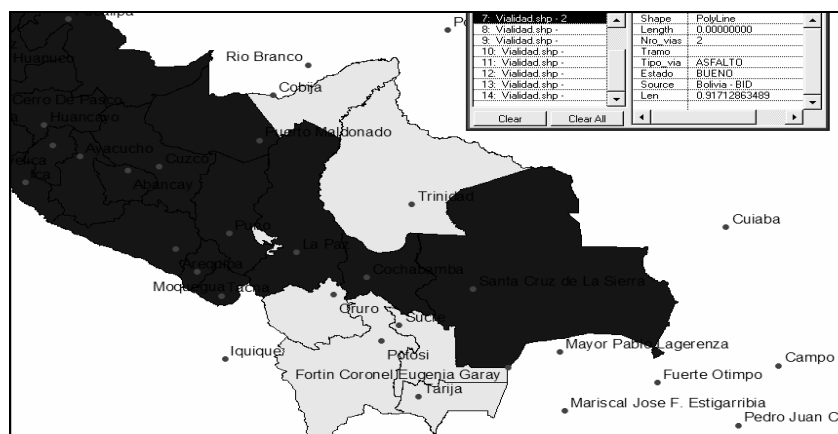 Rio Branco
Cobija
Huanuco
Cerro De Pasco
Huancayo
Puerto Maldonado
Ayacucho
Cuzco
Ica
Abancay
Trinidad
Cuiaba
Puno
La Paz
Arequipa
Cochabamba
Santa Cruz de La Sierra
Moquegua
Tacna
Oruro
Sucre
Iquique
Potosi
Mayor Pablo Lagerenza
Campo
Fortin Coronel Eugenia Garay
Fuerte Otimpo
Tarija
Mariscal Jose F. Estigarribia
Pedro Juan C
7: Vialidad.shp - 2
8: Vialidad.shp -
9: Vialidad.shp -
10: Vialidad.shp -
11: Vialidad.shp -
12: Vialidad.shp -
13: Vialidad.shp -
14: Vialidad.shp -
Clear
Clear All
Shape PolyLine
Length 0.00000000
Nro_vias 2
Tramo
Tipo_via ASFALTO
Estado BUENO
Source Bolivia - BID
Len 0.91712863489